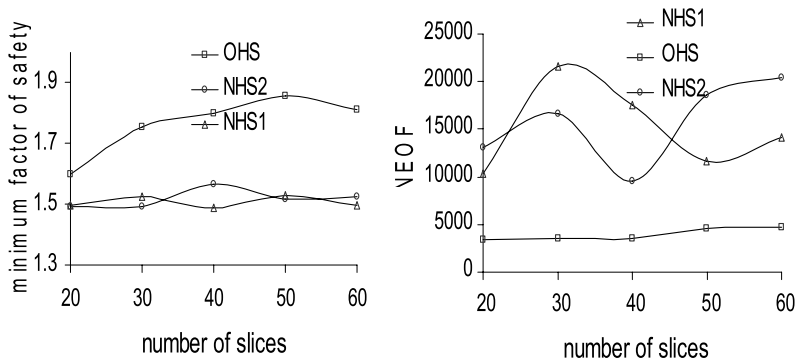 minimum factor of safety
1.9
1.7
1.5
1.3
20 30 40 50 60
number of slices
OHS
NHS2
NHS1
NEOF
25000
20000
15000
10000
5000
0
20 30 40 50 60
number of slices
NHS1
OHS
NHS2